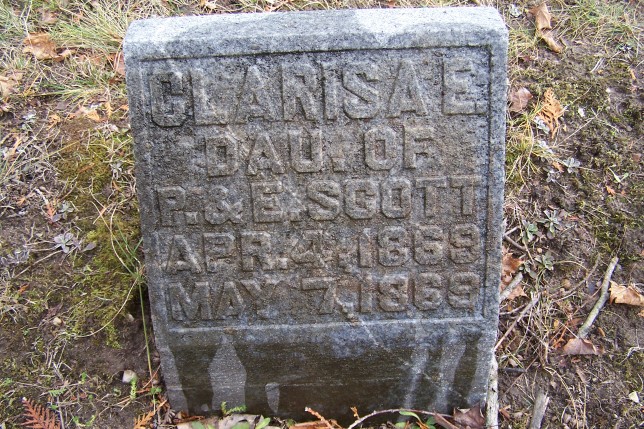 CLARISA E.
DAU. OF
P. & E. SCOTT
APR. 4, 1869
MAY 7, 1869